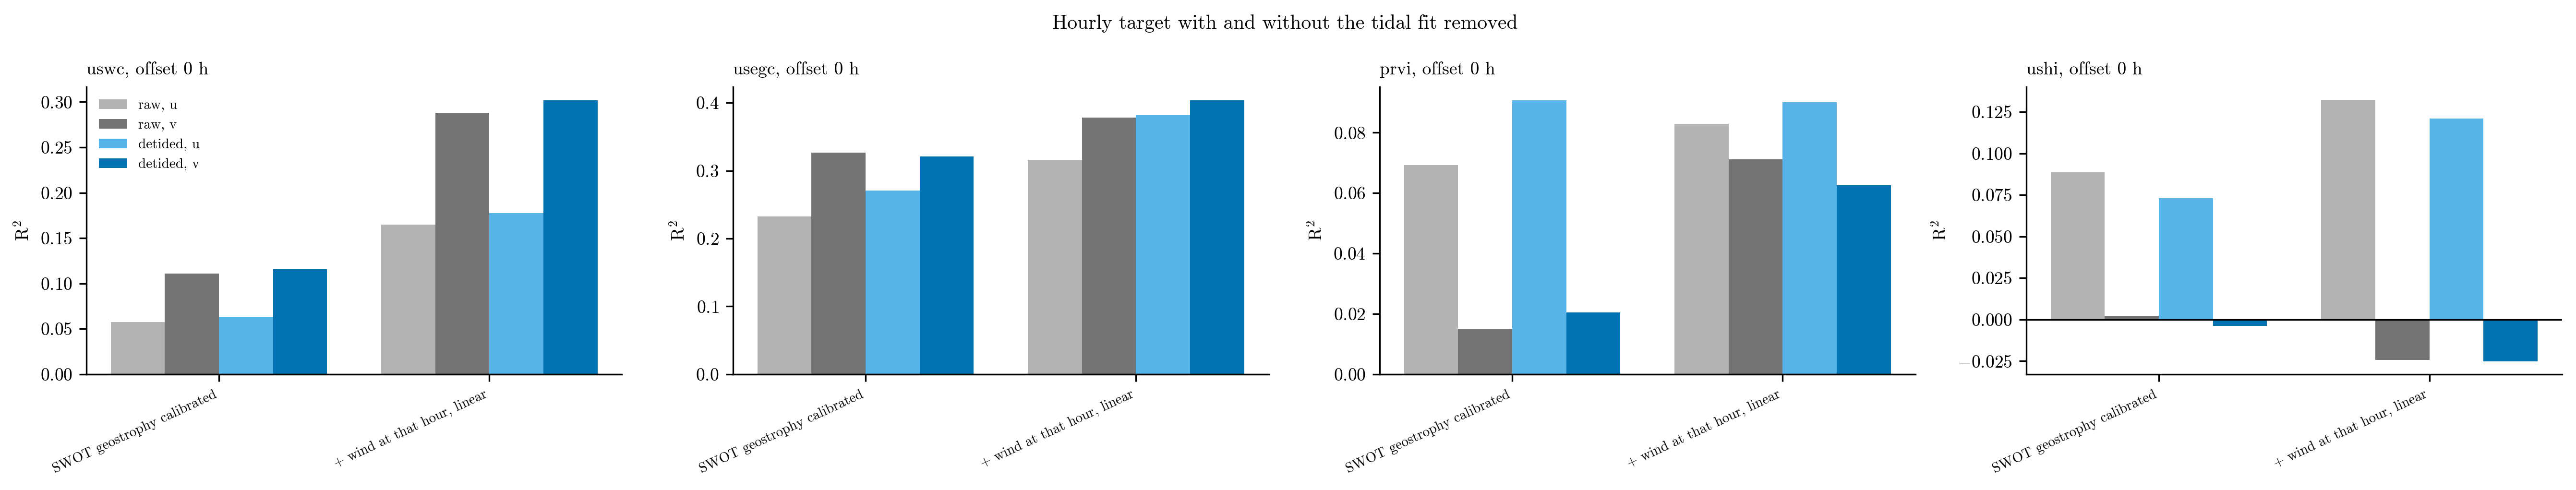 Hourly target with and without the tidal fit removed
uswc, offset 0 h
R²
0.30
0.25
0.20
0.15
0.10
0.05
0.00
raw, u
raw, v
detided, u
detided, v
SWOT geostrophy calibrated
+ wind at that hour, linear
usegc, offset 0 h
R²
0.4
0.3
0.2
0.1
0.0
SWOT geostrophy calibrated
+ wind at that hour, linear
prvi, offset 0 h
R²
0.08
0.06
0.04
0.02
0.00
SWOT geostrophy calibrated
+ wind at that hour, linear
ushi, offset 0 h
R²
0.125
0.100
0.075
0.050
0.025
0.000
−0.025
SWOT geostrophy calibrated
+ wind at that hour, linear